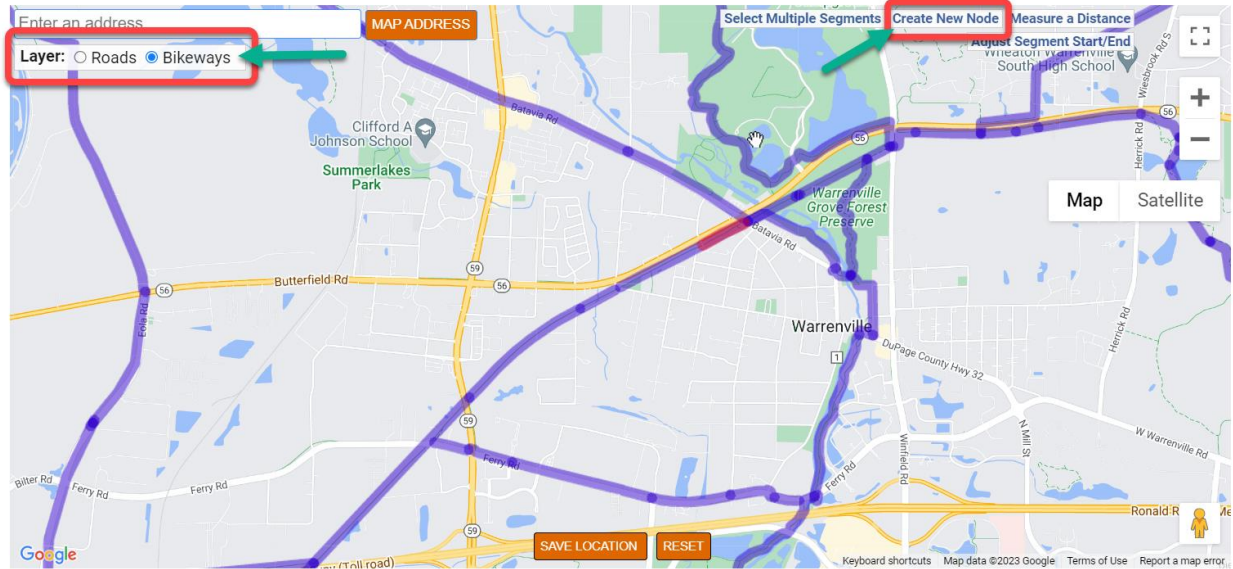 Enter an address
MAP ADDRESS
Select Multiple Segments
Create New Node
Measure a Distance
Layer: Roads Bikeways
Adjust Segment Start/End
Wheaton Warrenville
South High School
Wiesbrook Rd S
Batavia Rd
56
56
Clifford A
Johnson School
Herrick Rd
Summerlakes
Park
Warrenville
Grove Forest
Preserve
Map
Satellite
Batavia Rd
59
Butterfield Rd
56
56
Eola Rd
Warrenville
Herrick Rd
1
DuPage County Hwy 32
59
N Mill St
W Warrenville Rd
Winfield Rd
Ferry Rd
Ferry Rd
Bilter Rd
Ferry Rd
Ferry Rd
Ronald R
Me
59
SAVE LOCATION
RESET
Google
(Toll road)
Keyboard shortcuts
Map data ©2023 Google
Terms of Use
Report a map error